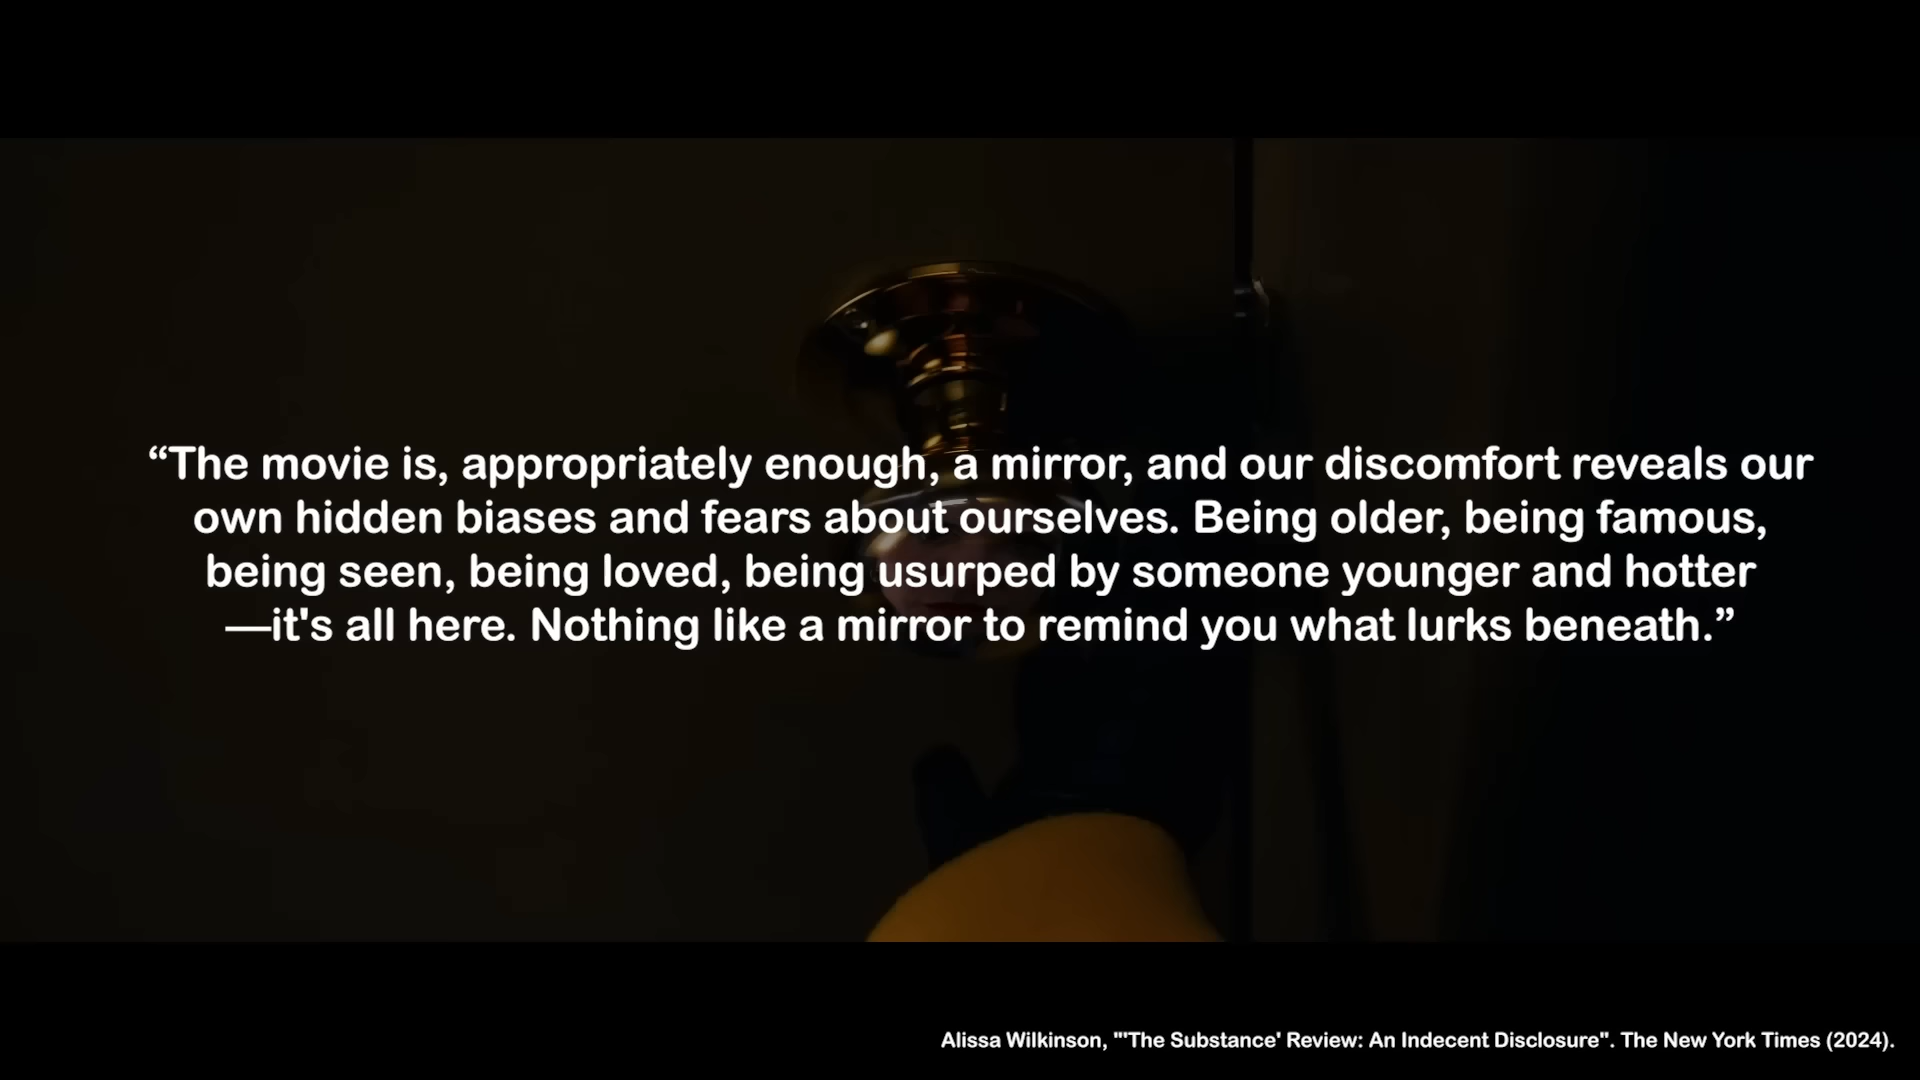 “The movie is, appropriately enough, a mirror, and our discomfort reveals our
own hidden biases and fears about ourselves. Being older, being famous,
being seen, being loved, being usurped by someone younger and hotter
—it's all here. Nothing like a mirror to remind you what lurks beneath.”
Alissa Wilkinson, "'The Substance' Review: An Indecent Disclosure". The New York Times (2024).